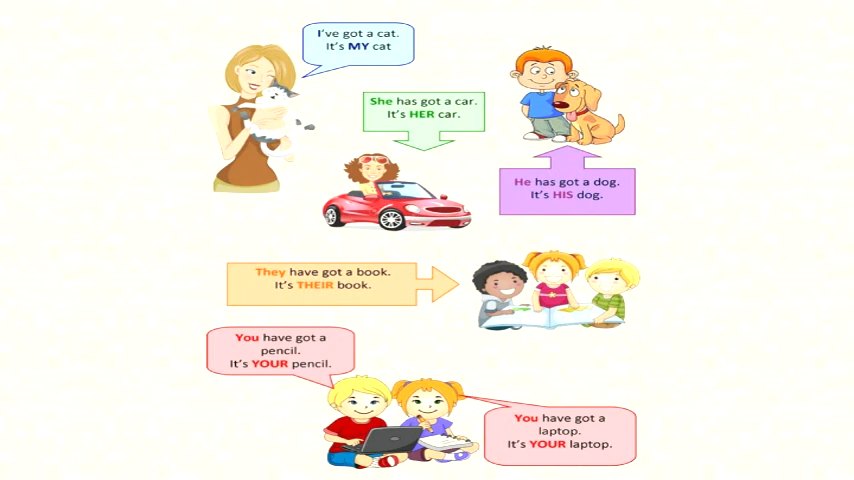 I've got a cat.
It's MY cat
She has got a car.
It's HER car.
He has got a dog.
It's HIS dog.
They have got a book.
It's THEIR book.
You have got a
pencil.
It's YOUR pencil.
You have got a
laptop.
It's YOUR laptop.